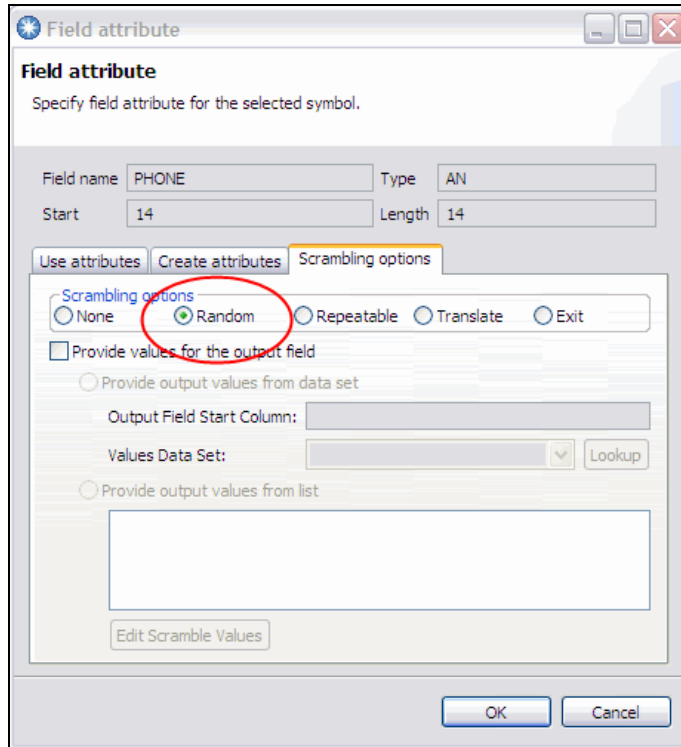 Field attribute
Field attribute
Specify field attribute for the selected symbol.
Field name PHONE Type AN
Start 14 Length 14
Use attributes Create attributes Scrambling options
Scrambling options
None Random Repeatable Translate Exit
Provide values for the output field
Provide output values from data set
Output Field Start Column:
Values Data Set: Lookup
Provide output values from list
Edit Scramble Values
OK Cancel